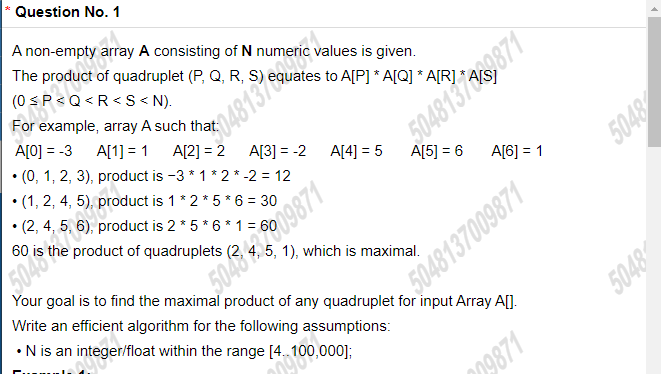 * Question No. 1
A non-empty array A consisting of N numeric values is given.
The product of quadruplet (P, Q, R, S) equates to A[P] * A[Q] * A[R] * A[S]
(0 ≤ P < Q < R < S < N).
For example, array A such that:
A[0] = -3 A[1] = 1 A[2] = 2 A[3] = -2 A[4] = 5 A[5] = 6 A[6] = 1
• (0, 1, 2, 3), product is −3 * 1 * 2 * -2 = 12
• (1, 2, 4, 5), product is 1 * 2 * 5 * 6 = 30
• (2, 4, 5, 6), product is 2 * 5 * 6 * 1 = 60
60 is the product of quadruplets (2, 4, 5, 1), which is maximal.
Your goal is to find the maximal product of any quadruplet for input Array A[].
Write an efficient algorithm for the following assumptions:
• N is an integer/float within the range [4..100,000];
5048137009871
5048137009871
5048
5048137009871
5048137009871
5048137009871
5048